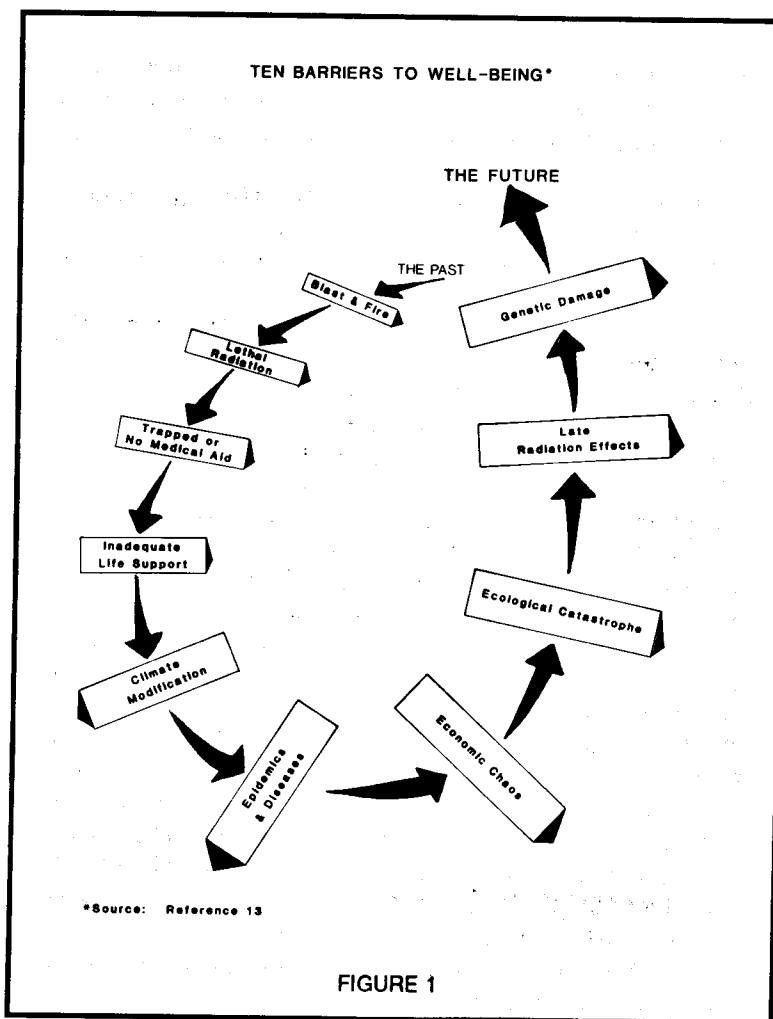 TEN BARRIERS TO WELL-BEING*
THE FUTURE
THE PAST
Blast & Fire
Lethal
Radiation
Trapped or
No Medical Aid
Inadequate
Life Support
Climate
Modification
Epidemics
& Diseases
Economic Chaos
Ecological Catastrophe
Late
Radiation Effects
Genetic Damage
*Source: Reference 13
FIGURE 1